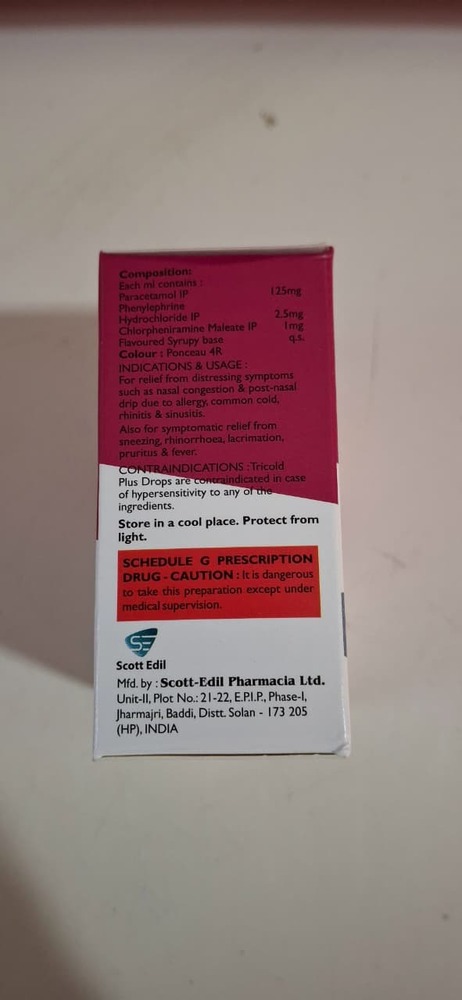 Composition:
Each ml contains :
Paracetamol IP 125mg
Phenylephrine
Hydrochloride IP 2.5mg
Chlorpheniramine Maleate IP 1mg
Flavoured Syrupy base q.s.
Colour : Ponceau 4R
INDICATIONS & USAGE :
For relief from distressing symptoms
such as nasal congestion & post-nasal
drip due to allergy, common cold,
rhinitis & sinusitis.
Also for symptomatic relief from
sneezing, rhinorrhoea, lacrimation,
pruritus & fever.
CONTRAINDICATIONS : Tricold
Plus Drops are contraindicated in case
of hypersensitivity to any of the
ingredients.
Store in a cool place. Protect from
light.
SCHEDULE G PRESCRIPTION
DRUG - CAUTION : It is dangerous
to take this preparation except under
medical supervision.
SE
Scott Edil
Mfd. by : Scott-Edil Pharmacia Ltd.
Unit-II, Plot No.: 21-22, E.P.I.P., Phase-I,
Jharmajri, Baddi, Distt. Solan - 173 205
(HP), INDIA